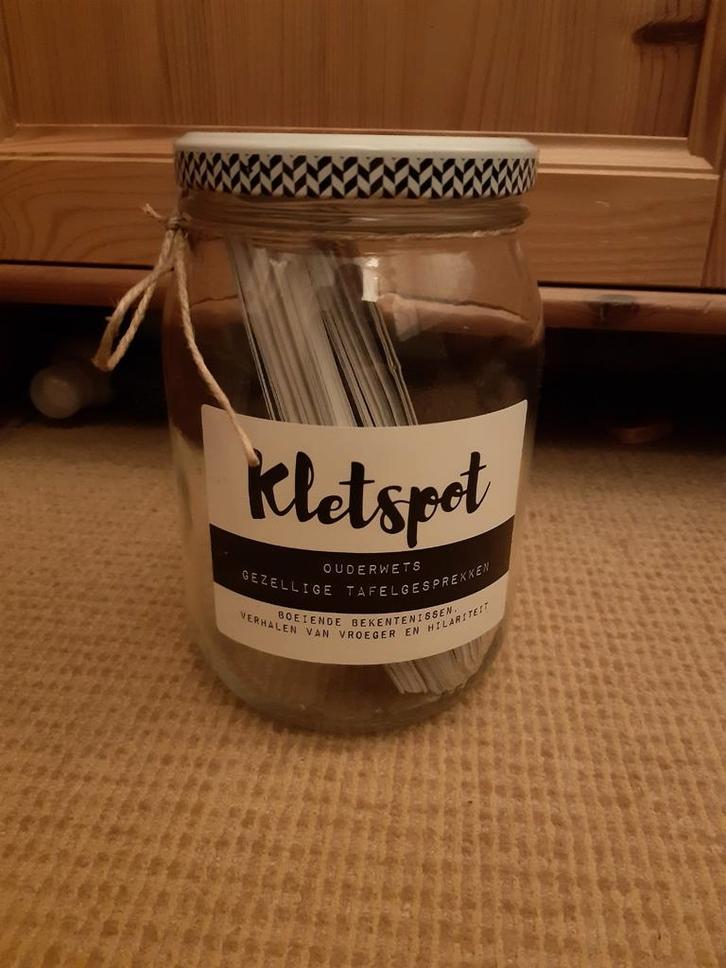 kletspot
OUDERWETS
GEZELLIGE TAFELGESPREKKEN
BOEIENDE BEKENTENISSEN,
VERHALEN VAN VROEGER EN HILARITEIT